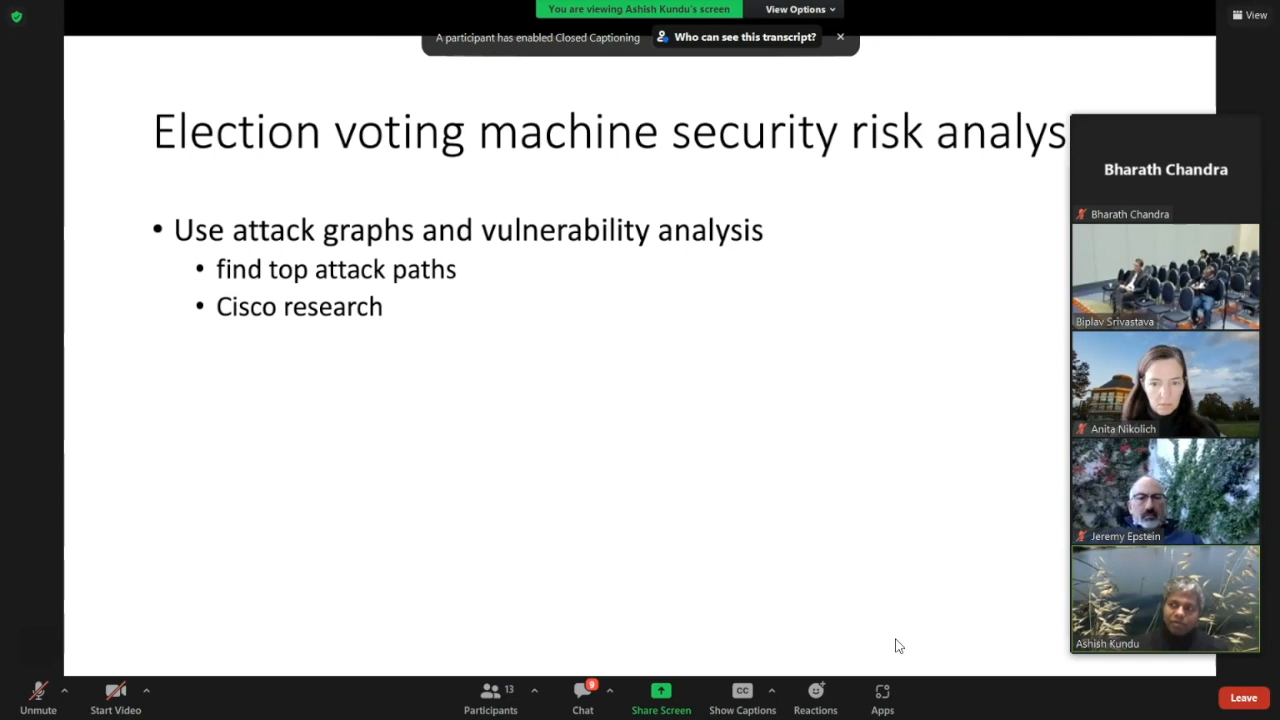 You are viewing Ashish Kundu's screen
View Options
View
A participant has enabled Closed Captioning
Who can see this transcript?
Election voting machine security risk analys
• Use attack graphs and vulnerability analysis
• find top attack paths
• Cisco research
Bharath Chandra
Bharath Chandra
Biplav Srivastava
Anita Nikolich
Jeremy Epstein
Ashish Kundu
Unmute
Start Video
Participants
13
Chat
9
Share Screen
CC
Show Captions
Reactions
Apps
Leave